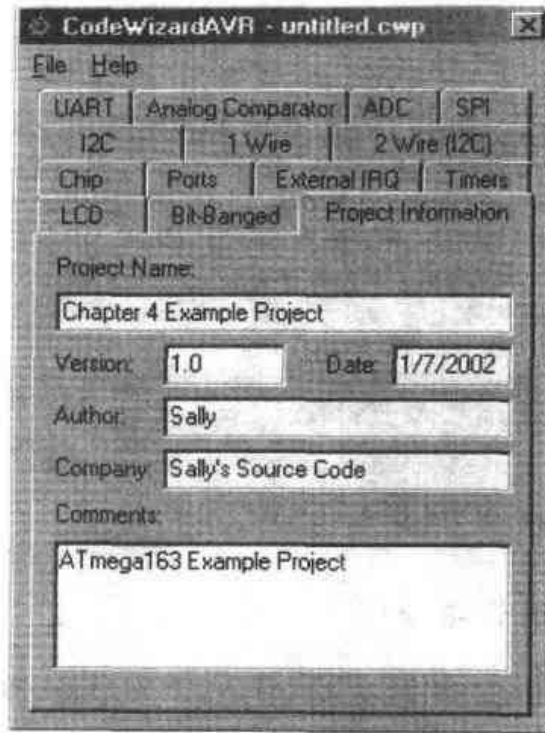 CodeWizardAVR - untitled.cwp
File Help
UART Analog Comparator ADC SPI
I2C 1 Wire 2 Wire (I2C)
Chip Ports External IRQ Timers
LCD Bit-Banged Project Information
Project Name:
Chapter 4 Example Project
Version: 1.0 Date: 1/7/2002
Author: Sally
Company: Sally's Source Code
Comments:
ATmega163 Example Project